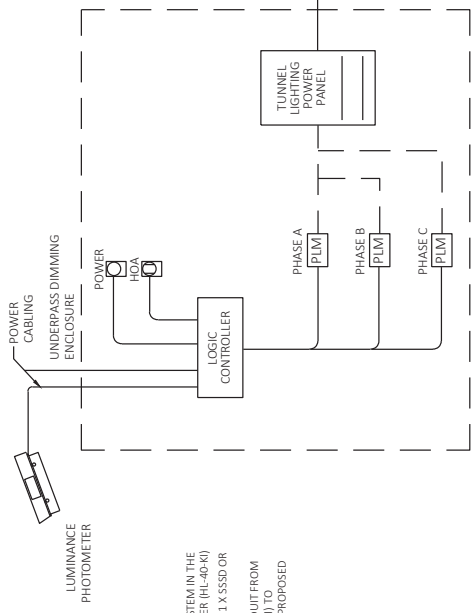 LUMINANCE
PHOTOMETER
POWER
CABLING
UNDERPASS DIMMING
ENCLOSURE
POWER
HOA
LOGIC
CONTROLLER
PHASE A
PLM
PHASE B
PLM
PHASE C
PLM
TUNNEL
LIGHTING
POWER
PANEL
STEM IN THE
ER (HL-40-KI)
1 X SSSD OR
UIT FROM
TO
PROPOSED